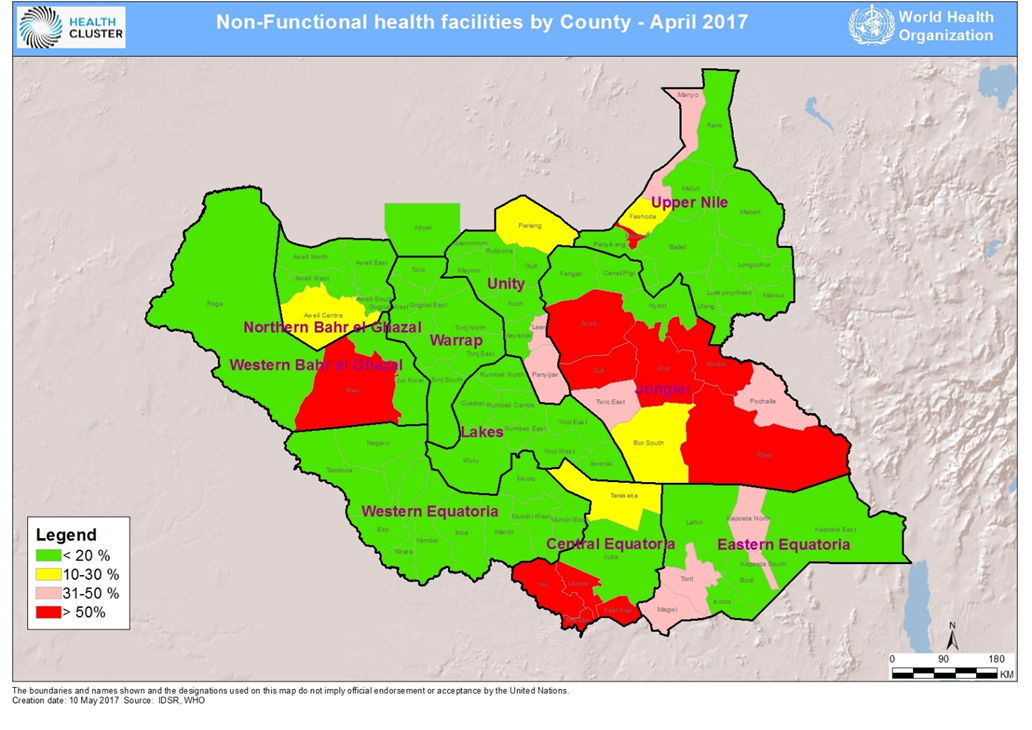 HEALTH
CLUSTER
Non-Functional health facilities by County - April 2017
World Health
Organization
Manyo
Renk
Melut
Upper Nile
Maban
Fashoda
Panyikang
Baliet
Longochuk
Luakpiny/Nasir
Maiwut
Ulang
Abyei
Pariang
Rubkona
Guit
Mayom
Unity
Koch
Leer
Panyijiar
Fangak
Canal/Pigi
Nyirol
Ayod
Duk
Uror
Akobo
Jonglei
Twic East
Pochalla
Bor South
Pibor
Aweil North
Aweil East
Aweil West
Aweil South
Aweil Centre
Northern Bahr el Ghazal
Raga
Western Bahr el Ghazal
Wau
Jur River
Twic
Gogrial East
Gogrial West
Tonj North
Warrap
Tonj East
Tonj South
Rumbek North
Cueibet
Rumbek Centre
Rumbek East
Lakes
Yirol East
Yirol West
Awerial
Wulu
Nagero
Tambura
Mvolo
Western Equatoria
Mundri West
Mundri East
Ezo
Yambio
Ibba
Maridi
Nzara
Terekeka
Central Equatoria
Juba
Yei
Lainya
Kajo-keji
Lafon
Kapoeta North
Kapoeta East
Eastern Equatoria
Kapoeta South
Torit
Budi
Ikotos
Magwi
Legend
< 20 %
10-30 %
31-50 %
> 50%
N
0 90 180
KM
The boundaries and names shown and the designations used on this map do not imply official endorsement or acceptance by the United Nations.
Creation date: 10 May 2017 Source: IDSR, WHO